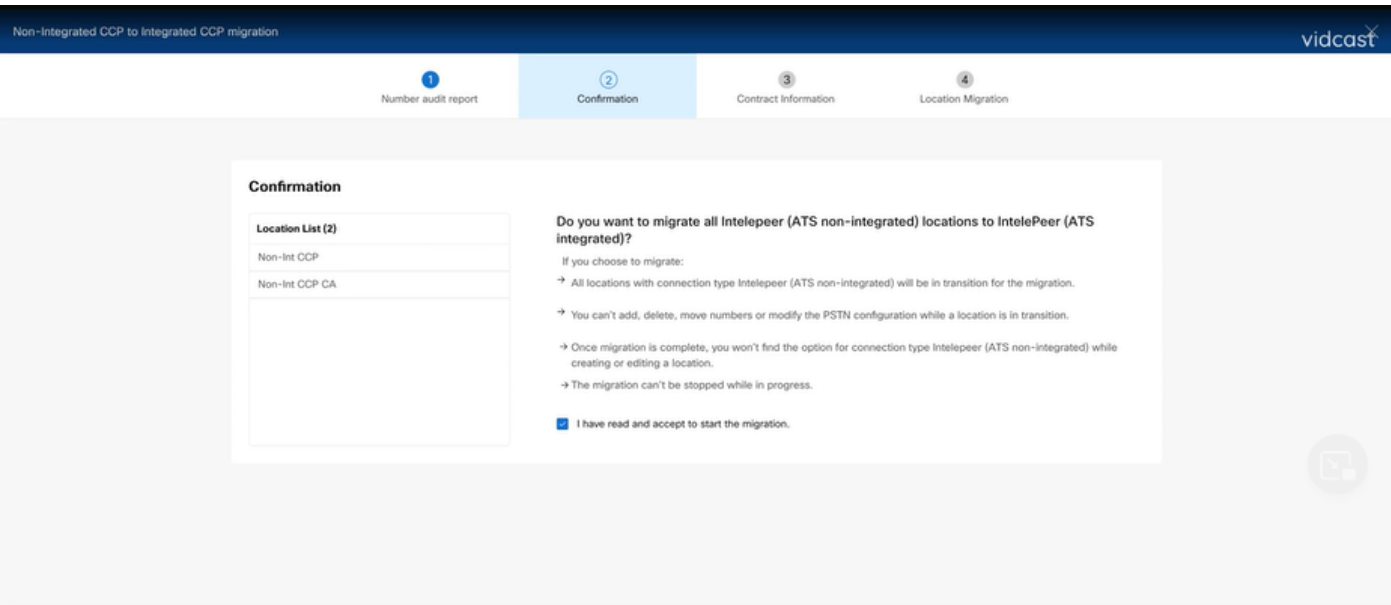 Non-Integrated CCP to Integrated CCP migration
vidcast
1
Number audit report
2
Confirmation
3
Contract Information
4
Location Migration
Confirmation
Location List (2)
Non-Int CCP
Non-Int CCP CA
Do you want to migrate all Intelepeer (ATS non-integrated) locations to IntelePeer (ATS
integrated)?
If you choose to migrate:
→ All locations with connection type Intelepeer (ATS non-integrated) will be in transition for the migration.
→ You can't add, delete, move numbers or modify the PSTN configuration while a location is in transition.
→ Once migration is complete, you won't find the option for connection type Intelepeer (ATS non-integrated) while
creating or editing a location.
→ The migration can't be stopped while in progress.
I have read and accept to start the migration.